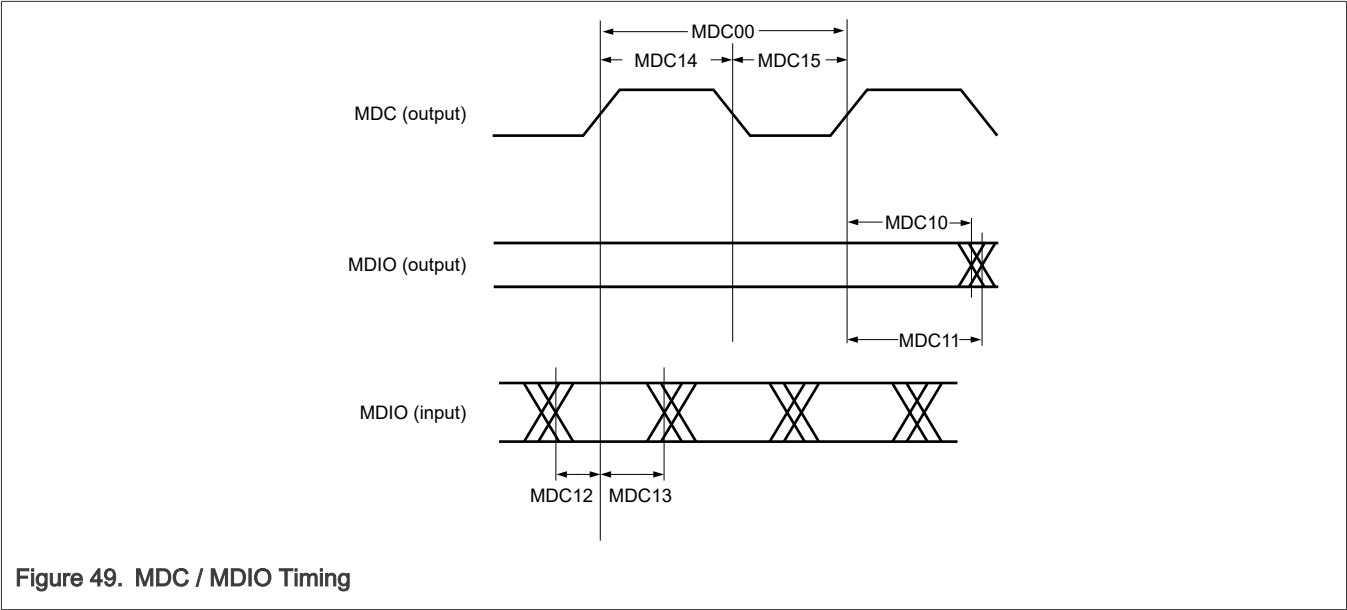 MDC00
MDC14 MDC15
MDC (output)
MDC10
MDIO (output)
MDC11
MDIO (input)
MDC12 MDC13
Figure 49. MDC / MDIO Timing